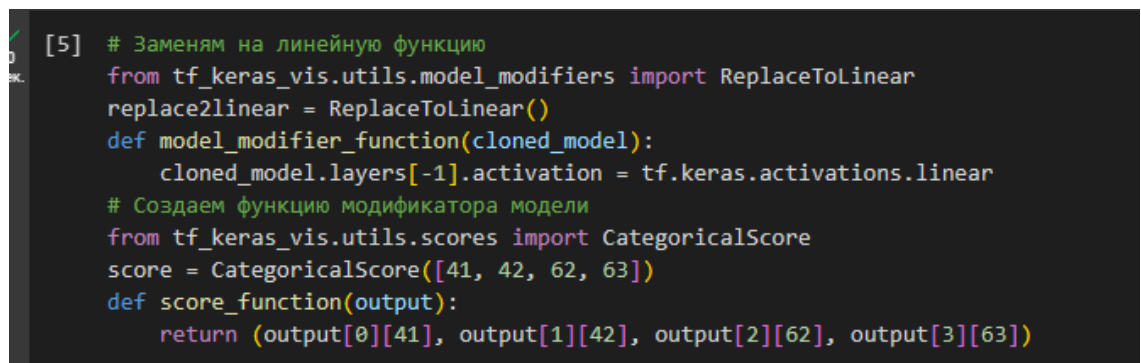 [5] # Заменям на линейную функцию
from tf_keras_vis.utils.model_modifiers import ReplaceToLinear
replace2linear = ReplaceToLinear()
def model_modifier_function(cloned_model):
    cloned_model.layers[-1].activation = tf.keras.activations.linear
# Создаем функцию модификатора модели
from tf_keras_vis.utils.scores import CategoricalScore
score = CategoricalScore([41, 42, 62, 63])
def score_function(output):
    return (output[0][41], output[1][42], output[2][62], output[3][63])